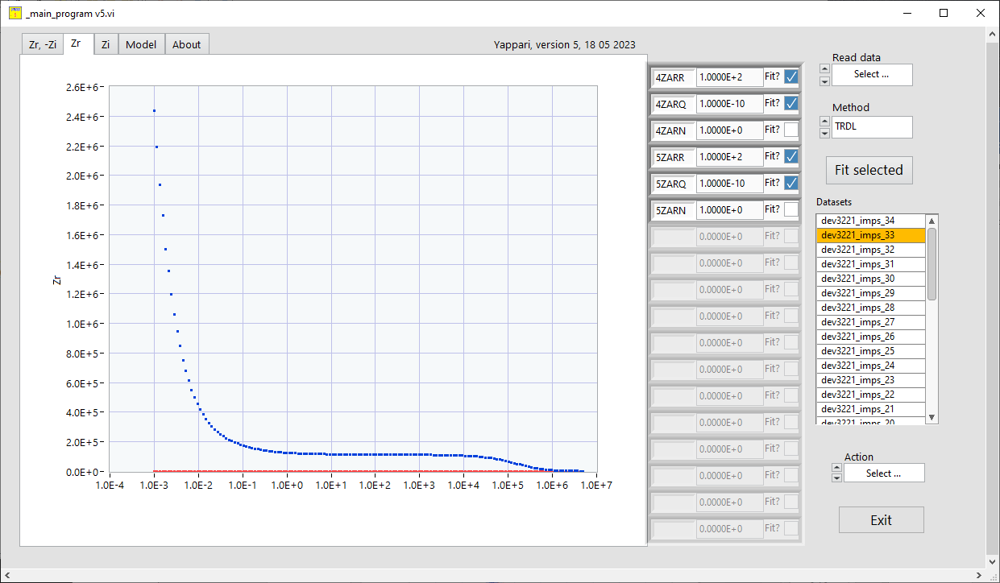 _main_program v5.vi
Zr, -Zi
Zr
Zi
Model
About
Yappari, version 5, 18 05 2023
2.6E+6
2.4E+6
2.2E+6
2.0E+6
1.8E+6
1.6E+6
1.4E+6
1.2E+6
1.0E+6
8.0E+5
6.0E+5
4.0E+5
2.0E+5
0.0E+0
Zr
1.0E-4 1.0E-3 1.0E-2 1.0E-1 1.0E+0 1.0E+1 1.0E+2 1.0E+3 1.0E+4 1.0E+5 1.0E+6 1.0E+7
4ZARR 1.0000E+2 Fit?
4ZARQ 1.0000E-10 Fit?
4ZARN 1.0000E+0 Fit?
5ZARR 1.0000E+2 Fit?
5ZARQ 1.0000E-10 Fit?
5ZARN 1.0000E+0 Fit?
0.0000E+0 Fit?
0.0000E+0 Fit?
0.0000E+0 Fit?
0.0000E+0 Fit?
0.0000E+0 Fit?
0.0000E+0 Fit?
0.0000E+0 Fit?
0.0000E+0 Fit?
0.0000E+0 Fit?
0.0000E+0 Fit?
0.0000E+0 Fit?
0.0000E+0 Fit?
Read data
Select ...
Method
TRDL
Fit selected
Datasets
dev3221_imps_34
dev3221_imps_33
dev3221_imps_32
dev3221_imps_31
dev3221_imps_30
dev3221_imps_29
dev3221_imps_28
dev3221_imps_27
dev3221_imps_26
dev3221_imps_25
dev3221_imps_24
dev3221_imps_23
dev3221_imps_22
dev3221_imps_21
dev3221_imps_20
Action
Select ...
Exit